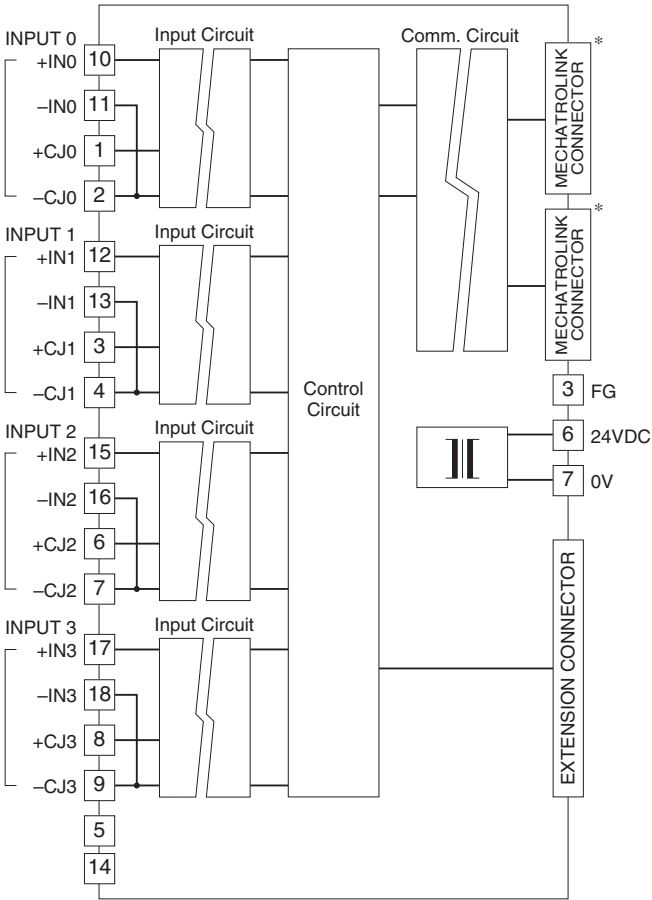 INPUT 0
Input Circuit
Comm. Circuit
*
+IN0 10
–IN0 11
+CJ0 1
–CJ0 2
MECHATROLINK
CONNECTOR
*
INPUT 1
Input Circuit
+IN1 12
–IN1 13
+CJ1 3
–CJ1 4
MECHATROLINK
CONNECTOR
Control
Circuit
3 FG
6 24VDC
7 0V
INPUT 2
Input Circuit
+IN2 15
–IN2 16
+CJ2 6
–CJ2 7
EXTENSION CONNECTOR
INPUT 3
Input Circuit
+IN3 17
–IN3 18
+CJ3 8
–CJ3 9
5
14